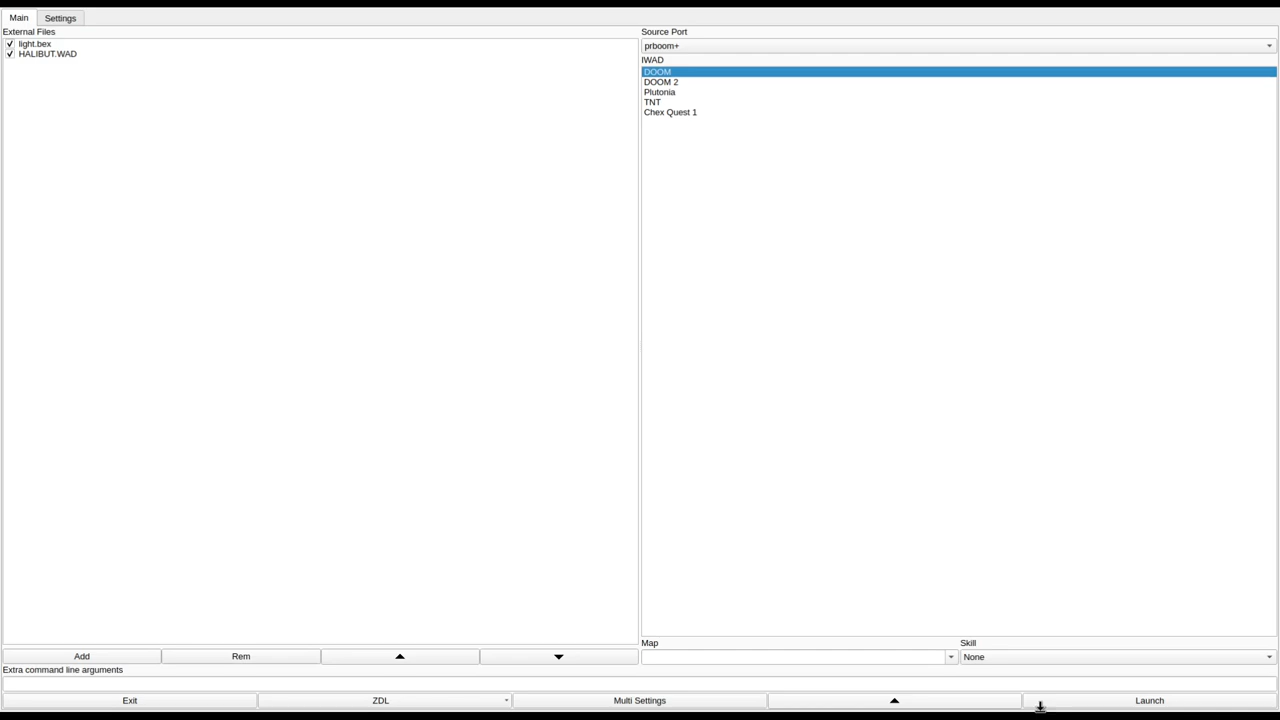 Main Settings
External Files
light.bex
HALIBUT.WAD
Source Port
prboom+
IWAD
DOOM
DOOM 2
Plutonia
TNT
Chex Quest 1
Map
Skill
None
Add Rem
Extra command line arguments
Exit ZDL Multi Settings Launch